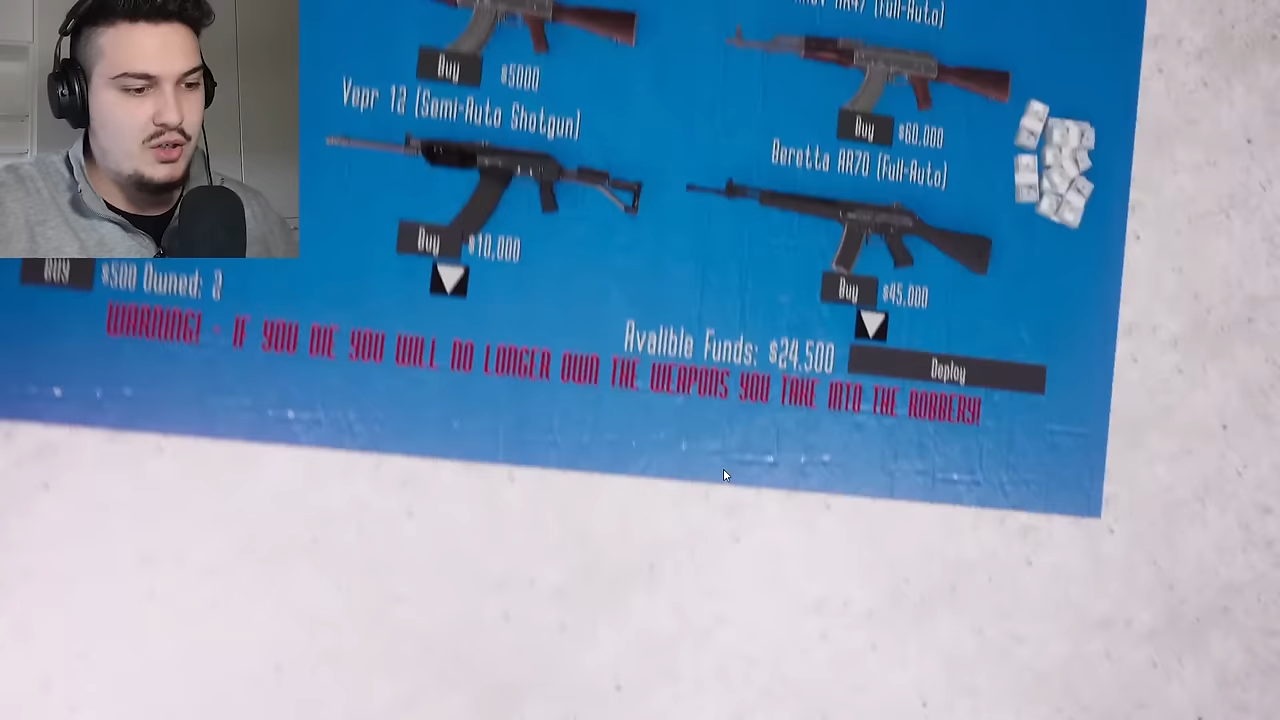 (Full-Auto)
Buy $5000
Buy $60,000
Vepr 12 (Semi-Auto Shotgun)
Beretta AR70 (Full-Auto)
Buy $10,000
Buy $45,000
Buy $500 Owned: 2
Avalible Funds: $24,500
Deploy
WARNING! - IF YOU DIE YOU WILL NO LONGER OWN THE WEAPONS YOU TAKE INTO THE ROBBERY!